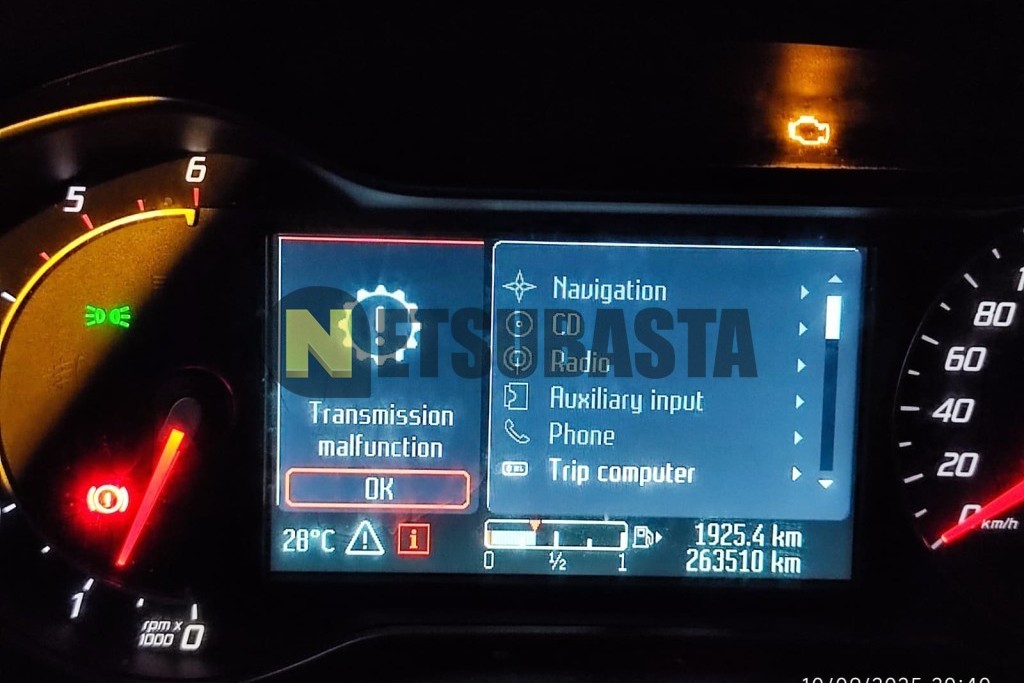 6
5
1
rpm x
1000
0
NETSUBASTA
Transmission
malfunction
OK
Navigation
CD
Radio
Auxiliary input
Phone
Trip computer
28°C
i
0
½
1
1925.4 km
263510 km
80
60
40
20
0
km/h